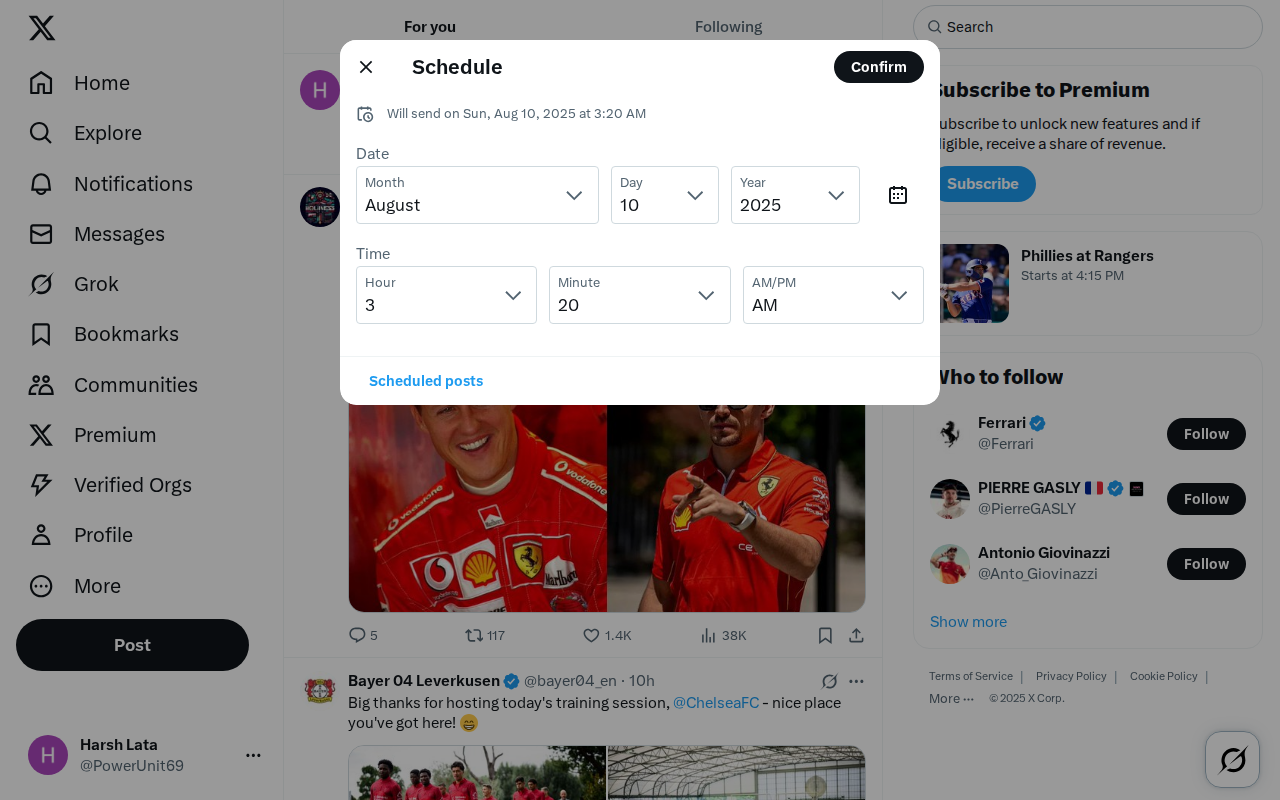 Home
Explore
Notifications
Messages
Grok
Bookmarks
Communities
Premium
Verified Orgs
Profile
More
Post
H
Harsh Lata
@PowerUnit69
For you
Following
H
Schedule
Confirm
Will send on Sun, Aug 10, 2025 at 3:20 AM
Date
Month
August
Day
10
Year
2025
Time
Hour
3
Minute
20
AM/PM
AM
Scheduled posts
vodafone
vodafone
Marlboro
5
117
1.4K
38K
Bayer 04 Leverkusen @bayer04_en · 10h
Big thanks for hosting today's training session, @ChelseaFC - nice place
you've got here!
Search
Subscribe to Premium
ubscribe to unlock new features and if
ligible, receive a share of revenue.
Subscribe
Phillies at Rangers
Starts at 4:15 PM
Who to follow
Ferrari
@Ferrari
Follow
PIERRE GASLY
@PierreGASLY
Follow
Antonio Giovinazzi
@Anto_Giovinazzi
Follow
Show more
Terms of Service | Privacy Policy | Cookie Policy |
More ··· © 2025 X Corp.